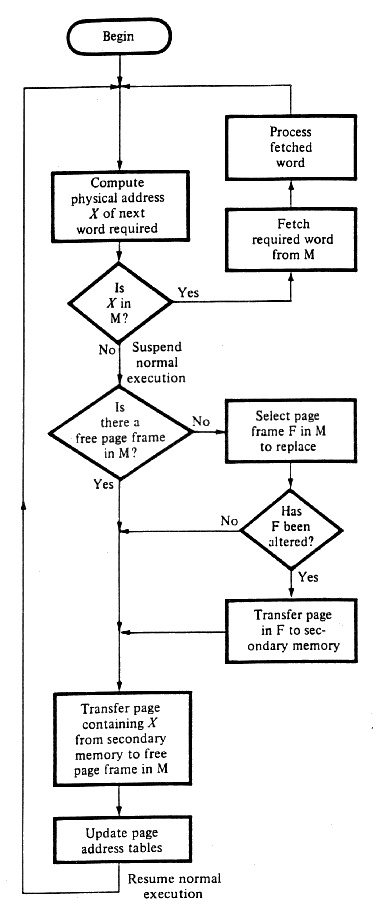 Begin
Compute
physical address
X of next
word required
Process
fetched
word
Fetch
required word
from M
Is
X in
M?
Yes
No
Suspend
normal
execution
Is
there a
free page frame
in M?
No
Yes
Select page
frame F in M
to replace
Has
F been
altered?
No
Yes
Transfer page
in F to sec-
ondary memory
Transfer page
containing X
from secondary
memory to free
page frame in M
Update page
address tables
Resume normal
execution